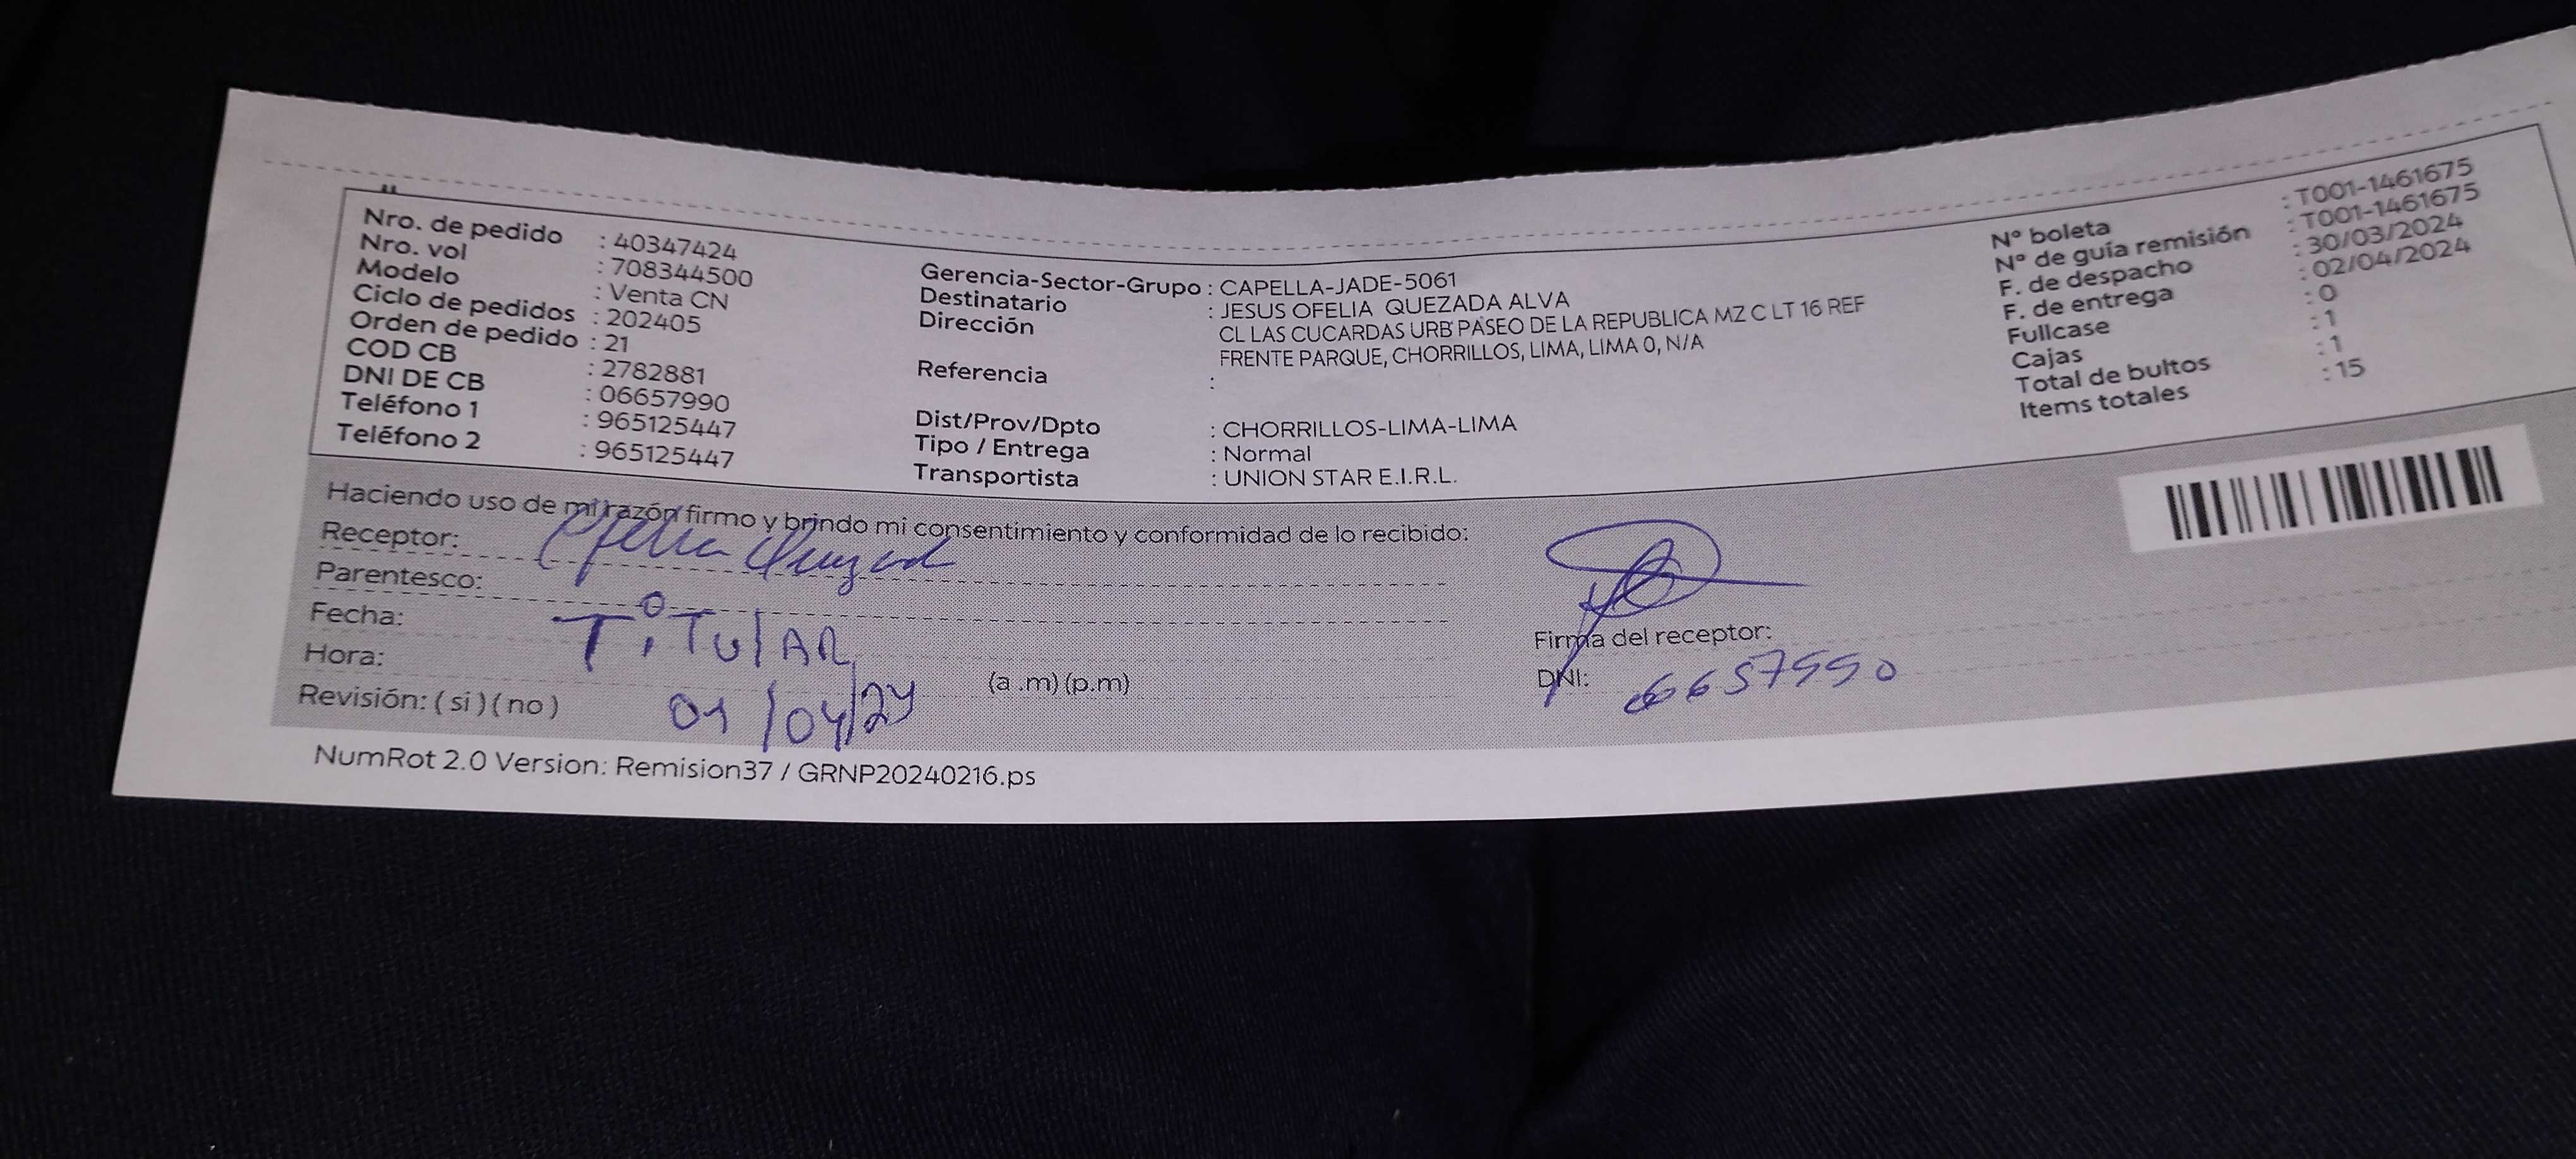 Nro. de pedido : 40347424
Nro. vol : 708344500
Modelo : Venta CN
Ciclo de pedidos : 202405
Orden de pedido : 21
COD CB : 2782881
DNI DE CB : 06657990
Teléfono 1 : 965125447
Teléfono 2 : 965125447
Gerencia-Sector-Grupo : CAPELLA-JADE-5061
Destinatario : JESUS OFELIA QUEZADA ALVA
Dirección CL LAS CUCARDAS URB PASEO DE LA REPUBLICA MZ C LT 16 REF
FRENTE PARQUE, CHORRILLOS, LIMA, LIMA 0, N/A
Referencia :
Dist/Prov/Dpto : CHORRILLOS-LIMA-LIMA
Tipo / Entrega : Normal
Transportista : UNION STAR E.I.R.L.
N° boleta : T001-1461675
N° de guía remisión : T001-1461675
F. de despacho : 30/03/2024
F. de entrega : 02/04/2024
Fullcase : 0
Cajas : 1
Total de bultos : 1
Items totales : 15
Haciendo uso de mi razón firmo y brindo mi consentimiento y conformidad de lo recibido:
Receptor: Ofelia Quezad
Parentesco:
Fecha: TiTulAR
Hora: (a .m) (p.m)
Revisión: ( si ) ( no ) 01/04/24
Firma del receptor:
DNI: 6657990
NumRot 2.0 Version: Remision37 / GRNP20240216.ps